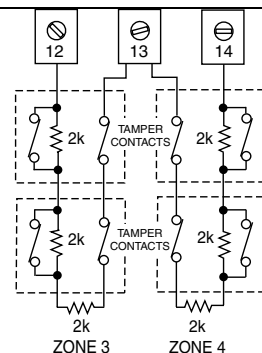 12 13 14
TAMPER
CONTACTS
2k 2k
TAMPER
CONTACTS
2k 2k
2k 2k
ZONE 3 ZONE 4